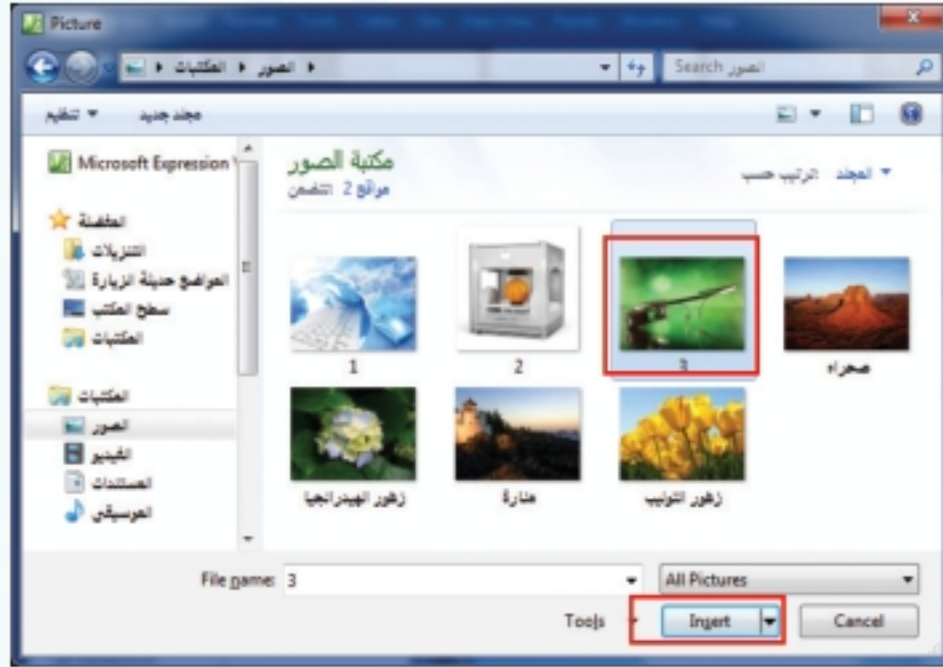 Picture
المكتبات ▸ الصور ▸
Search الصور
تنظيم ▾ مجلد جديد
Microsoft Expression
المفضلة
التنزيلات
المواضع حديثة الزيارة
سطح المكتب
المكتبات
المكتبات
الصور
الفيديو
المستندات
الموسيقى
مكتبة الصور
تتضمن 2 مواقع
الترتيب حسب المجلد ▾
1
2
3
صحراء
زهور الهيدرانجيا
منارة
زهور التوليب
File name: 3
All Pictures
Tools
Insert
Cancel